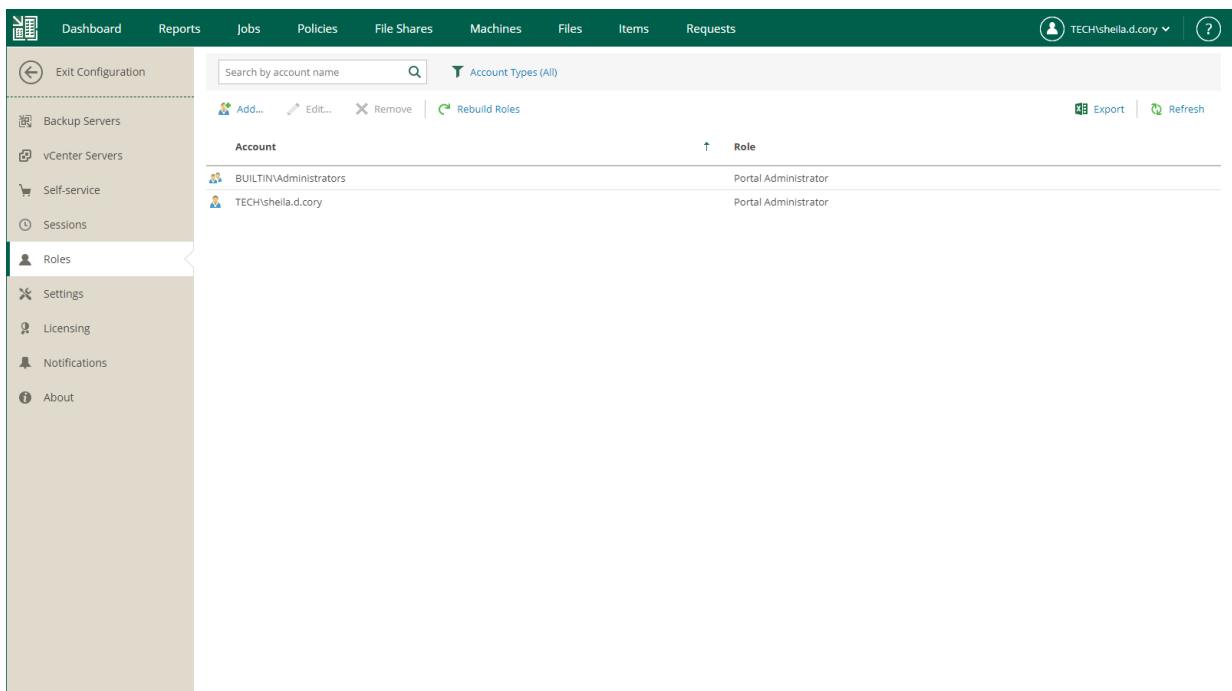 Dashboard Reports Jobs Policies File Shares Machines Files Items Requests TECH\sheila.d.cory ?
Exit Configuration
Search by account name Account Types (All)
Add... Edit... Remove Rebuild Roles Export Refresh
Backup Servers
vCenter Servers
Self-service
Sessions
Roles
Settings
Licensing
Notifications
About
Account ↑ Role
BUILTIN\Administrators Portal Administrator
TECH\sheila.d.cory Portal Administrator